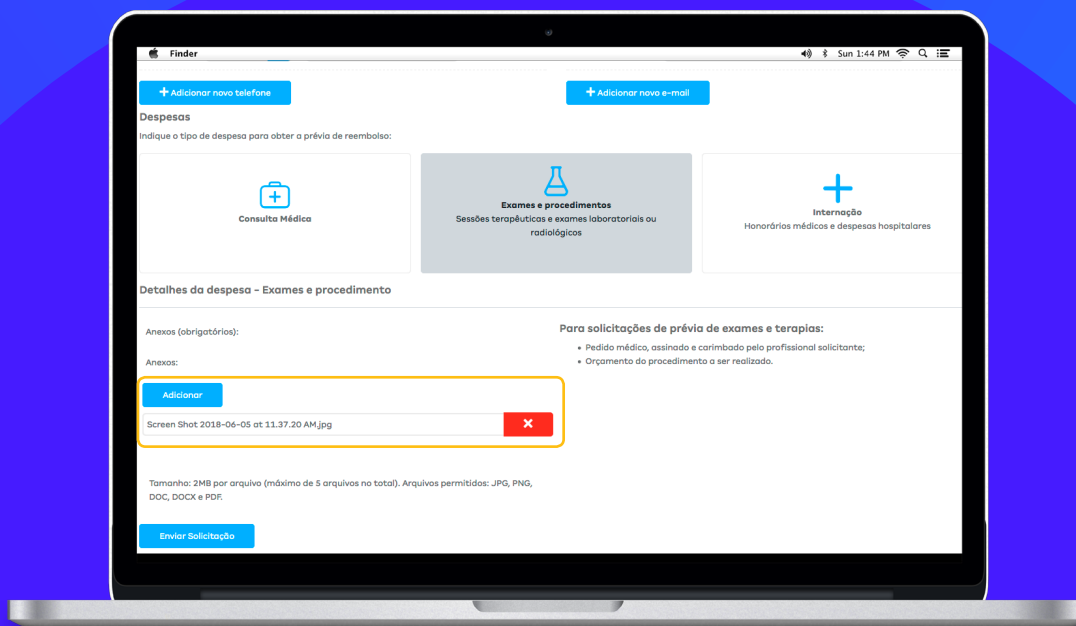 Finder
Sun 1:44 PM
+ Adicionar novo telefone
+ Adicionar novo e-mail
Despesas
Indique o tipo de despesa para obter a prévia de reembolso:
Consulta Médica
Exames e procedimentos
Sessões terapêuticas e exames laboratoriais ou
radiológicos
Internação
Honorários médicos e despesas hospitalares
Detalhes da despesa - Exames e procedimento
Anexos (obrigatórios):
Anexos:
Adicionar
Screen Shot 2018-06-05 at 11.37.20 AM.jpg
Tamanho: 2MB por arquivo (máximo de 5 arquivos no total). Arquivos permitidos: JPG, PNG,
DOC, DOCX e PDF.
Enviar Solicitação
Para solicitações de prévia de exames e terapias:
• Pedido médico, assinado e carimbado pelo profissional solicitante;
• Orçamento do procedimento a ser realizado.